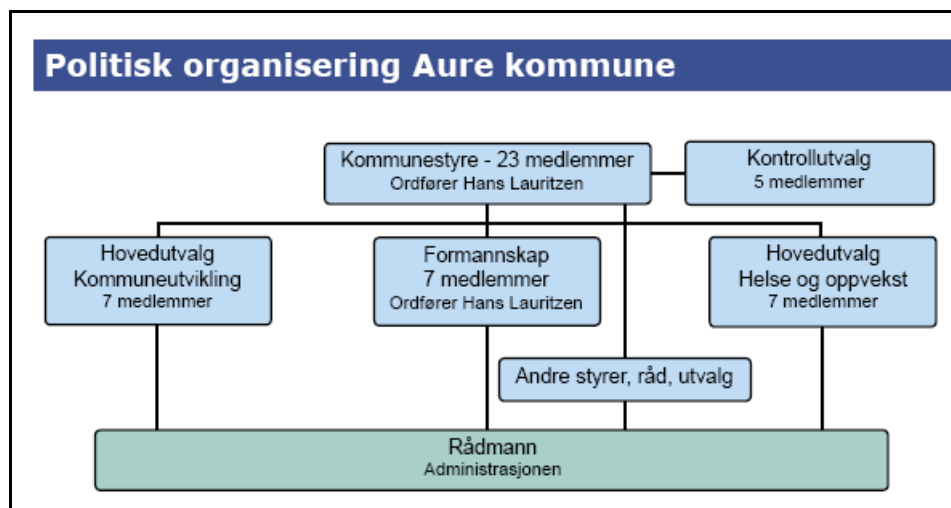 Politisk organisering Aure kommune
Kommunestyre - 23 medlemmer
Ordfører Hans Lauritzen
Kontrollutvalg
5 medlemmer
Hovedutvalg
Kommuneutvikling
7 medlemmer
Formannskap
7 medlemmer
Ordfører Hans Lauritzen
Hovedutvalg
Helse og oppvekst
7 medlemmer
Andre styrer, råd, utvalg
Rådmann
Administrasjonen